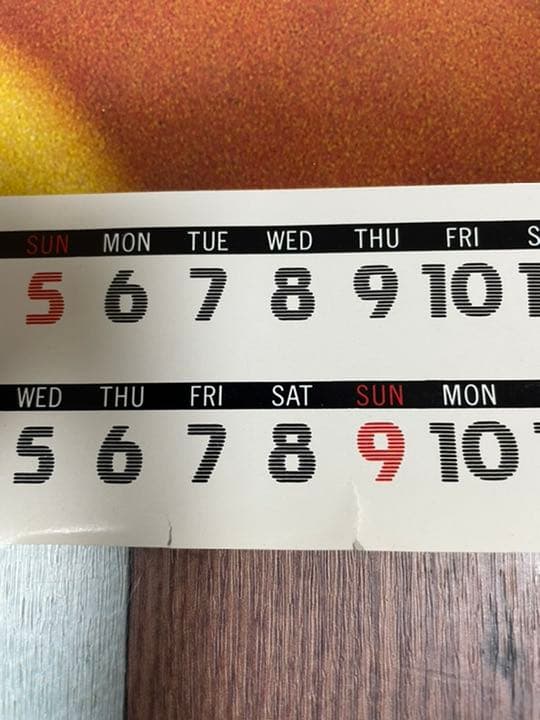 SUN MON TUE WED THU FRI S
5 6 7 8 9 10 1
WED THU FRI SAT SUN MON
5 6 7 8 9 10